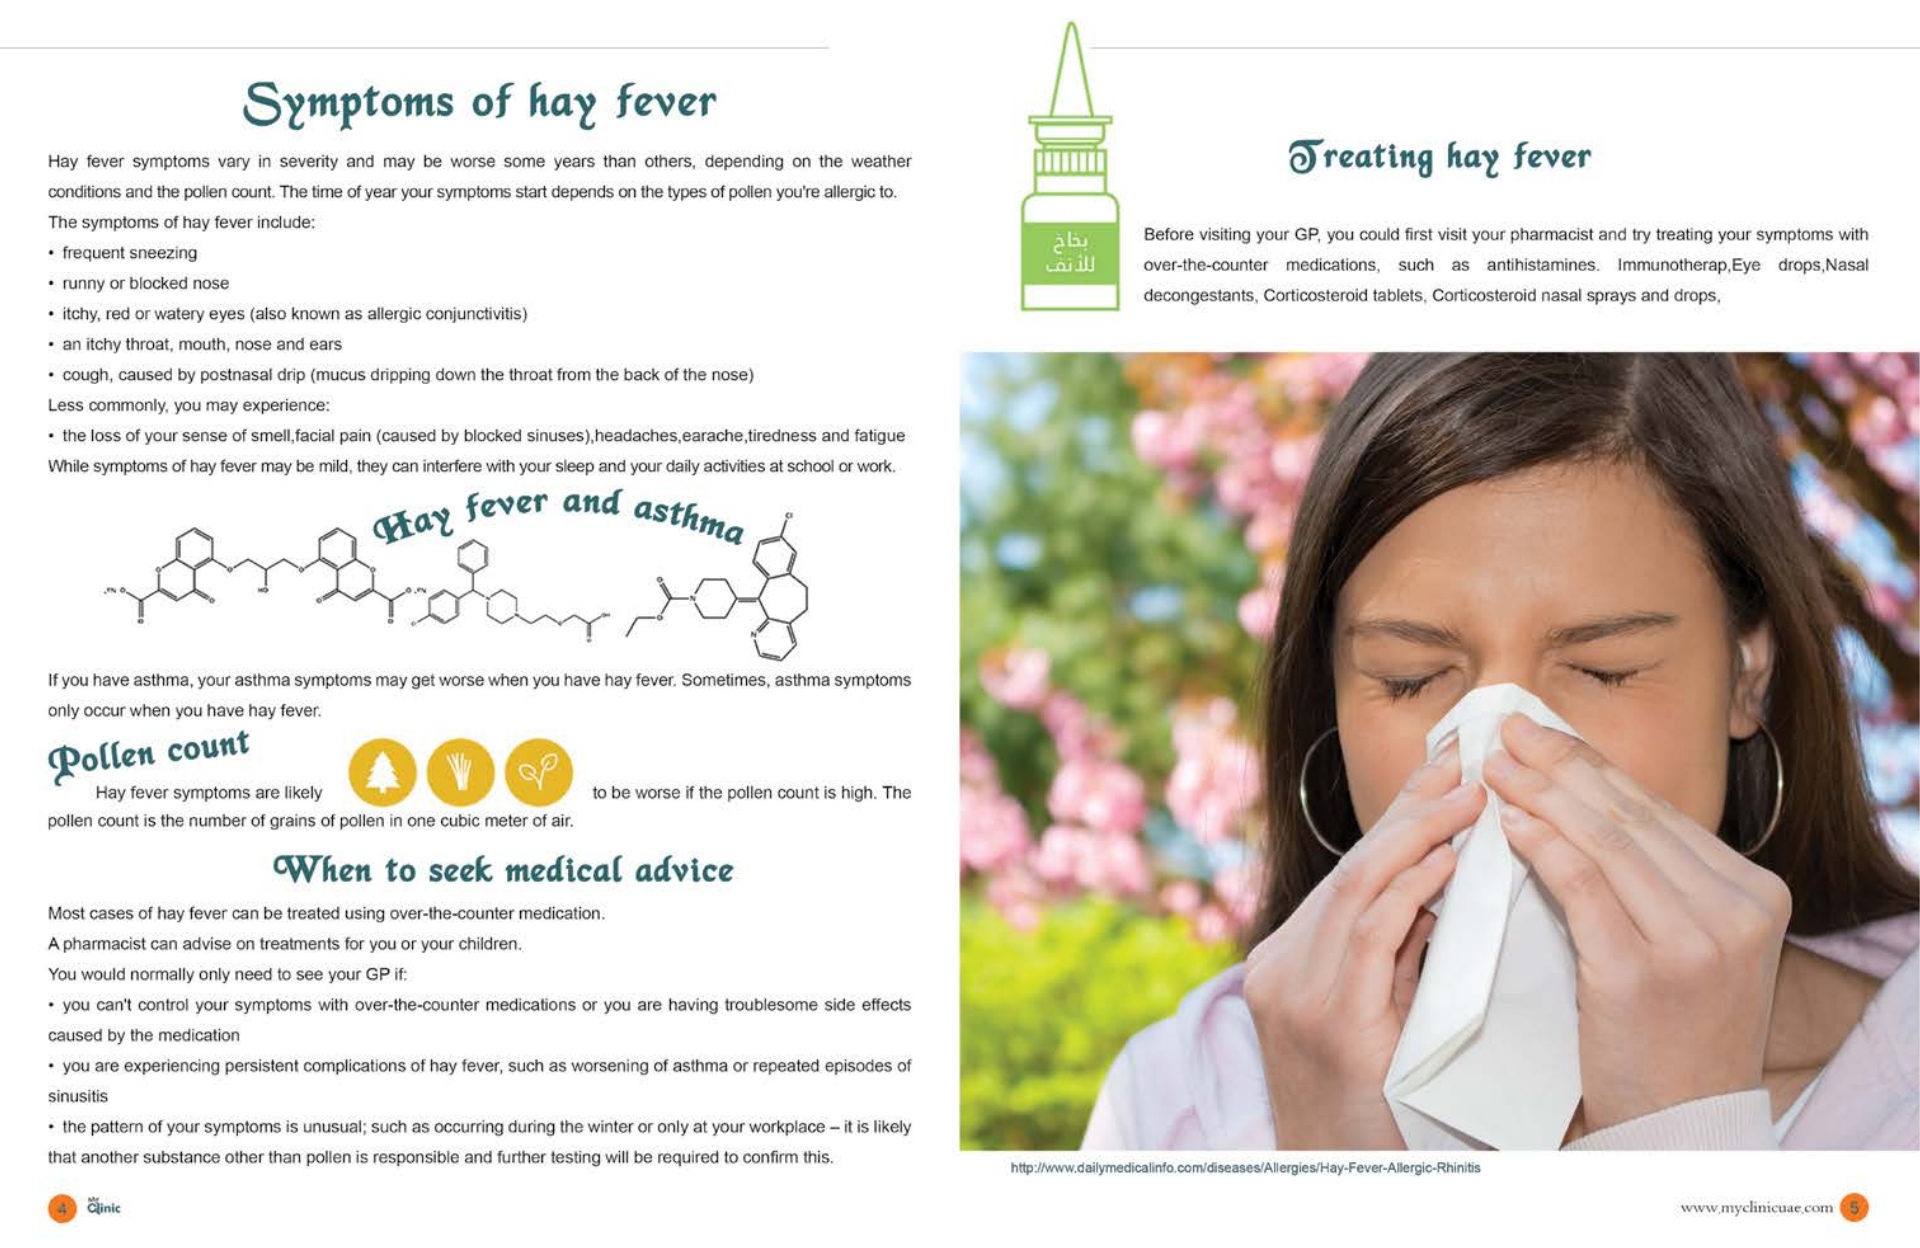 Symptoms of hay fever
Hay fever symptoms vary in severity and may be worse some years than others, depending on the weather
conditions and the pollen count. The time of year your symptoms start depends on the types of pollen you're allergic to.
The symptoms of hay fever include:
• frequent sneezing
• runny or blocked nose
• itchy, red or watery eyes (also known as allergic conjunctivitis)
• an itchy throat, mouth, nose and ears
• cough, caused by postnasal drip (mucus dripping down the throat from the back of the nose)
Less commonly, you may experience:
• the loss of your sense of smell,facial pain (caused by blocked sinuses),headaches,earache,tiredness and fatigue
While symptoms of hay fever may be mild, they can interfere with your sleep and your daily activities at school or work.
Hay fever and asthma
If you have asthma, your asthma symptoms may get worse when you have hay fever. Sometimes, asthma symptoms
only occur when you have hay fever.
Pollen count
Hay fever symptoms are likely to be worse if the pollen count is high. The
pollen count is the number of grains of pollen in one cubic meter of air.
When to seek medical advice
Most cases of hay fever can be treated using over-the-counter medication.
A pharmacist can advise on treatments for you or your children.
You would normally only need to see your GP if:
• you can't control your symptoms with over-the-counter medications or you are having troublesome side effects
caused by the medication
• you are experiencing persistent complications of hay fever, such as worsening of asthma or repeated episodes of
sinusitis
• the pattern of your symptoms is unusual; such as occurring during the winter or only at your workplace – it is likely
that another substance other than pollen is responsible and further testing will be required to confirm this.
4 My Clinic
بخاخ
للأنف
Treating hay fever
Before visiting your GP, you could first visit your pharmacist and try treating your symptoms with
over-the-counter medications, such as antihistamines. Immunotherap,Eye drops,Nasal
decongestants, Corticosteroid tablets, Corticosteroid nasal sprays and drops,
http://www.dailymedicalinfo.com/diseases/Allergies/Hay-Fever-Allergic-Rhinitis
www.myclinicuae.com 5